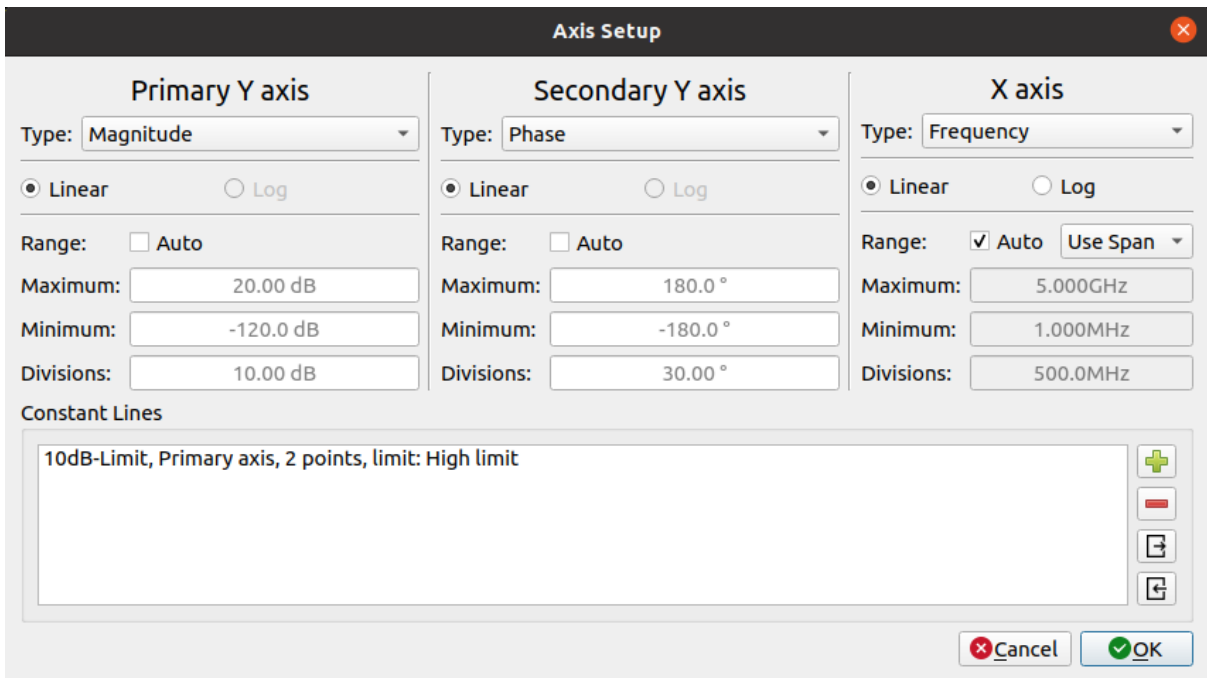 Axis Setup
Primary Y axis
Type: Magnitude
Linear Log
Range: Auto
Maximum: 20.00 dB
Minimum: -120.0 dB
Divisions: 10.00 dB
Secondary Y axis
Type: Phase
Linear Log
Range: Auto
Maximum: 180.0 °
Minimum: -180.0 °
Divisions: 30.00 °
X axis
Type: Frequency
Linear Log
Range: Auto Use Span
Maximum: 5.000GHz
Minimum: 1.000MHz
Divisions: 500.0MHz
Constant Lines
10dB-Limit, Primary axis, 2 points, limit: High limit
Cancel OK